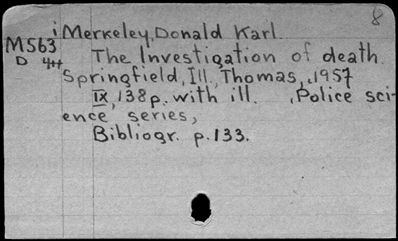 8
i Merkeley, Donald Karl.
M563 The Investigation of death.
D 4++ Springfield, Ill., Thomas, 1957
IX, 138p. with ill. Police sci-
ence series,
Bibliogr. p. 133.